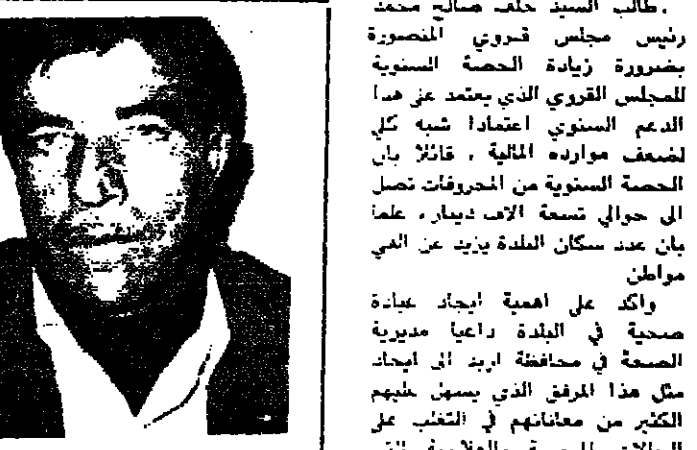 . طالب السيد خلف صالح محمد
رئيس مجلس قروي المنصورة
بضرورة زيادة الحصة السنوية
للمجلس القروي الذي يعتمد على هذا
الدعم السنوي اعتمادا شبه كلي
لضعف موارده المالية ، قائلا بان
الحصة السنوية من المحروقات تصل
الى حوالي تسعة الاف دينار ، علما
بان عدد سكان البلدة يزيد عن الفي
مواطن
واكد على اهمية ايجاد عيادة
صحية في البلدة داعيا مديرية
الصحة في محافظة اربد الى ايجاد
مثل هذا المرفق الذي يسهل عليهم
الكثير من معاناتهم في التغلب على